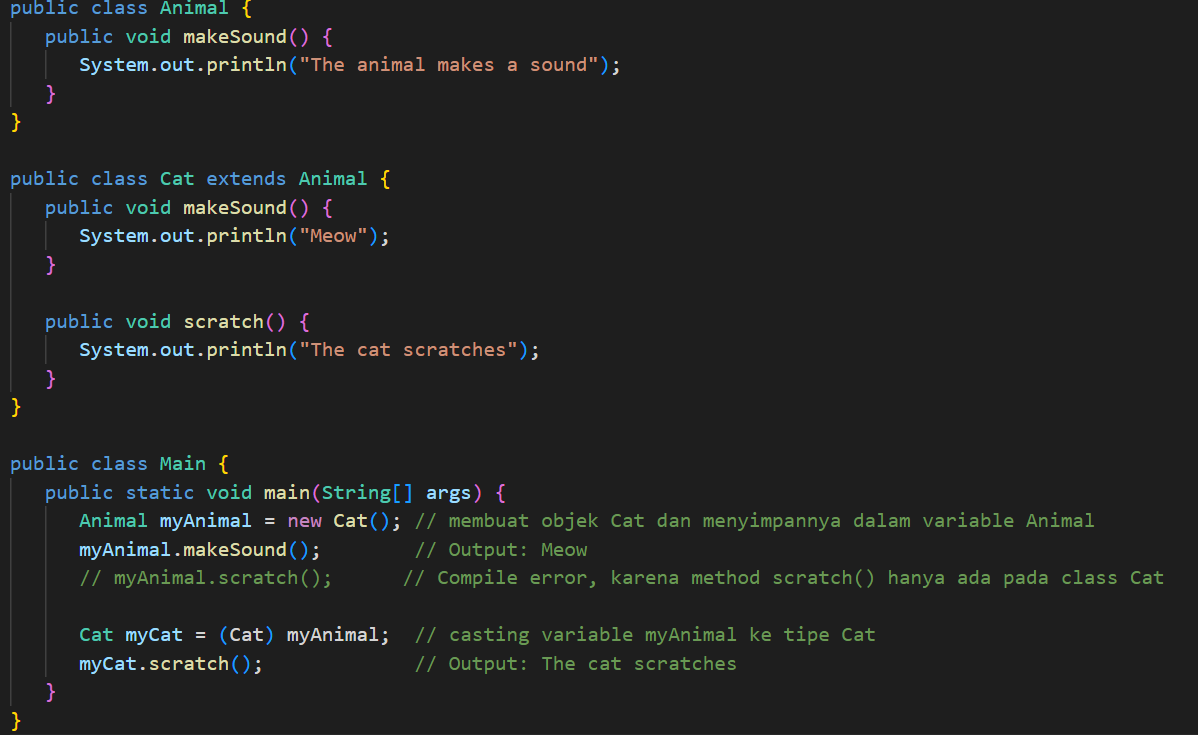 public class Animal {
   public void makeSound() {
      System.out.println("The animal makes a sound");
   }
}

public class Cat extends Animal {
   public void makeSound() {
      System.out.println("Meow");
   }

   public void scratch() {
      System.out.println("The cat scratches");
   }
}

public class Main {
   public static void main(String[] args) {
      Animal myAnimal = new Cat(); // membuat objek Cat dan menyimpannya dalam variable Animal
      myAnimal.makeSound();        // Output: Meow
      // myAnimal.scratch();      // Compile error, karena method scratch() hanya ada pada class Cat

      Cat myCat = (Cat) myAnimal;  // casting variable myAnimal ke tipe Cat
      myCat.scratch();             // Output: The cat scratches
   }
}